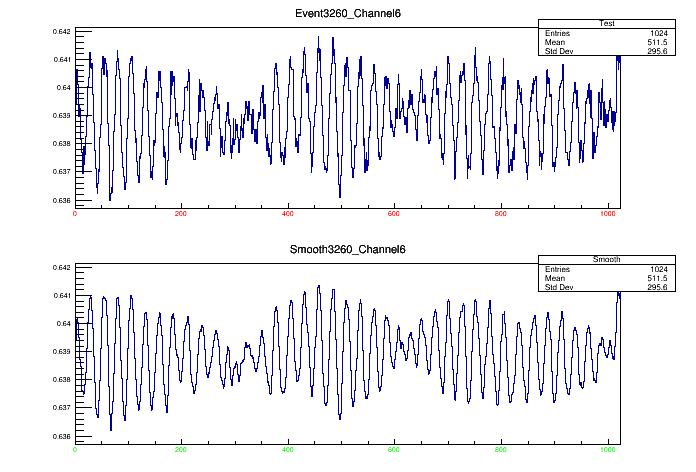 Event3260_Channel6
Test
Entries 1024
Mean 511.5
Std Dev 295.6
0.642
0.641
0.64
0.639
0.638
0.637
0.636
0 200 400 600 800 1000
Smooth3260_Channel6
Smooth
Entries 1024
Mean 511.5
Std Dev 295.6
0.642
0.641
0.64
0.639
0.638
0.637
0.636
0 200 400 600 800 1000